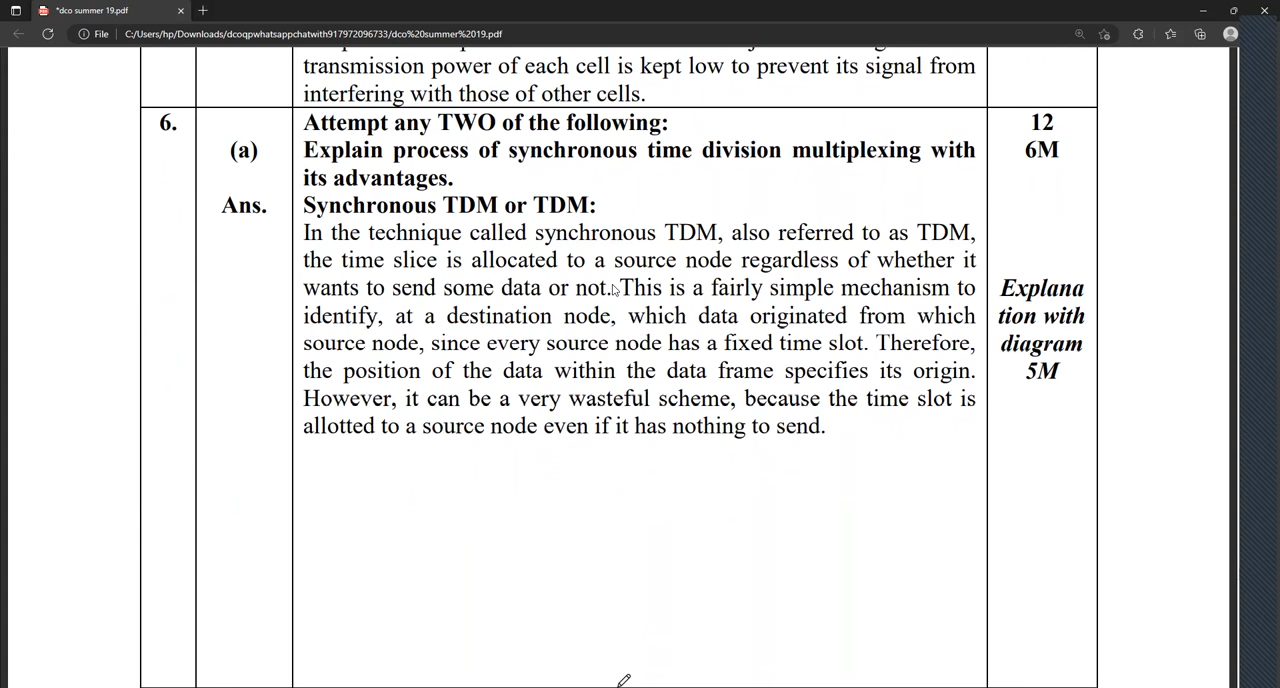 *dco summer 19.pdf
File C:/Users/hp/Downloads/dcoqpwhatsappchatwith917972096733/dco%20summer%2019.pdf
transmission power of each cell is kept low to prevent its signal from
interfering with those of other cells.
6. Attempt any TWO of the following: 12
(a) Explain process of synchronous time division multiplexing with 6M
its advantages.
Ans. Synchronous TDM or TDM:
In the technique called synchronous TDM, also referred to as TDM,
the time slice is allocated to a source node regardless of whether it
wants to send some data or not. This is a fairly simple mechanism to
identify, at a destination node, which data originated from which
source node, since every source node has a fixed time slot. Therefore,
the position of the data within the data frame specifies its origin.
However, it can be a very wasteful scheme, because the time slot is
allotted to a source node even if it has nothing to send.
Explana
tion with
diagram
5M